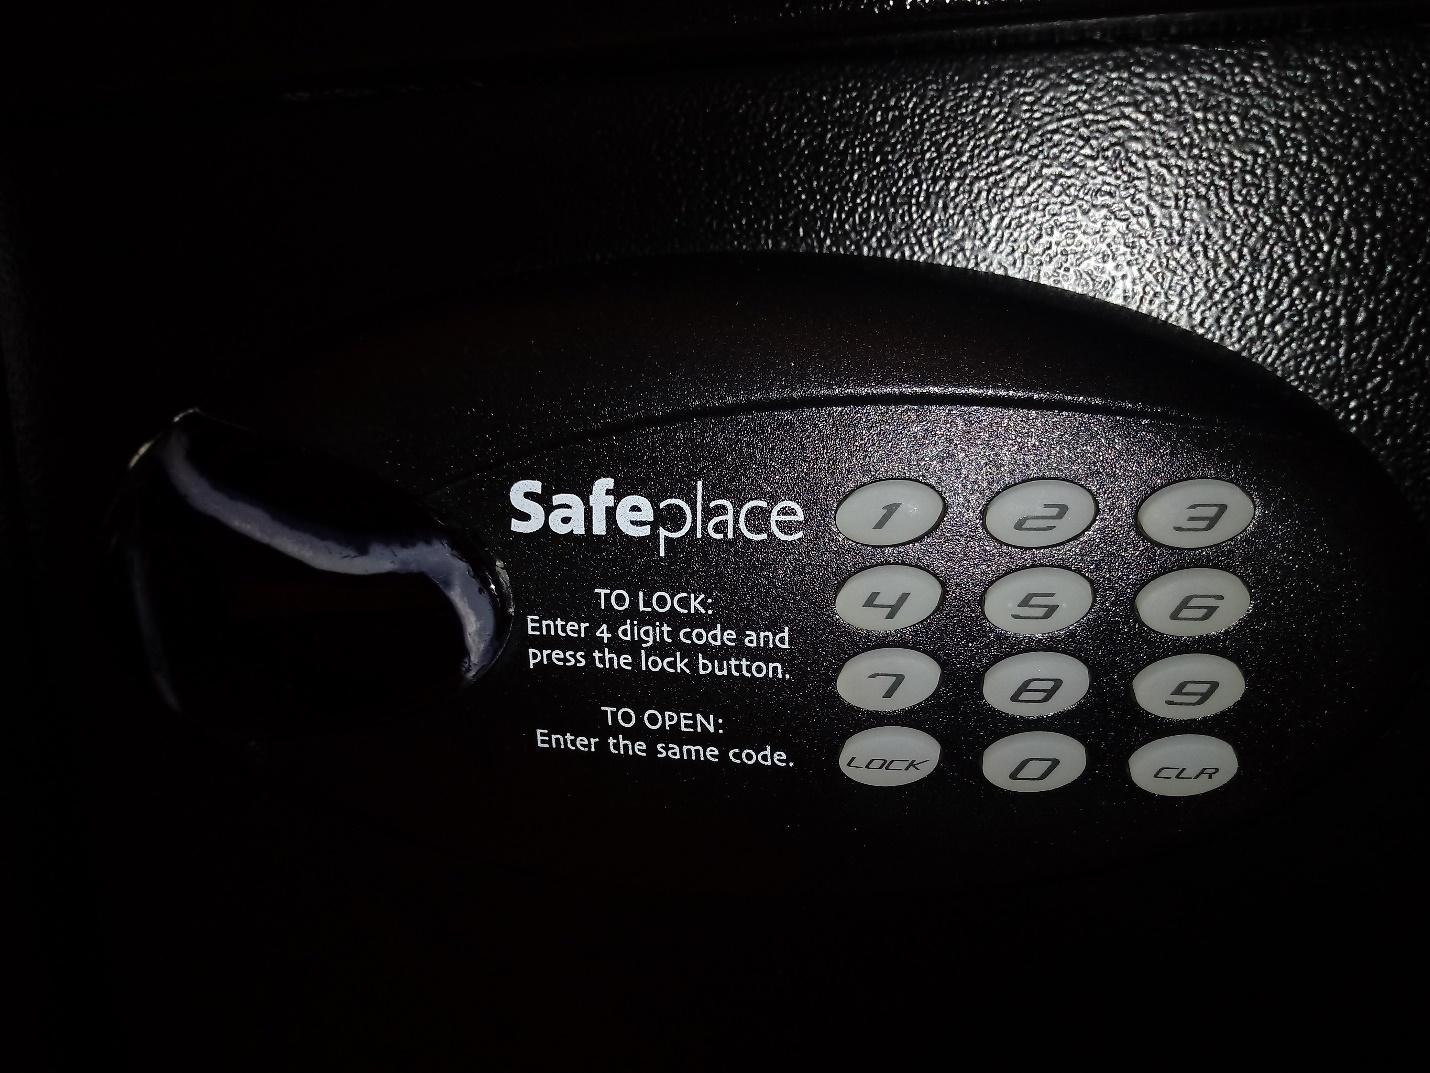 Safeplace
TO LOCK:
Enter 4 digit code and
press the lock button.
TO OPEN:
Enter the same code.
1 2 3
4 5 6
7 8 9
LOCK 0 CLR